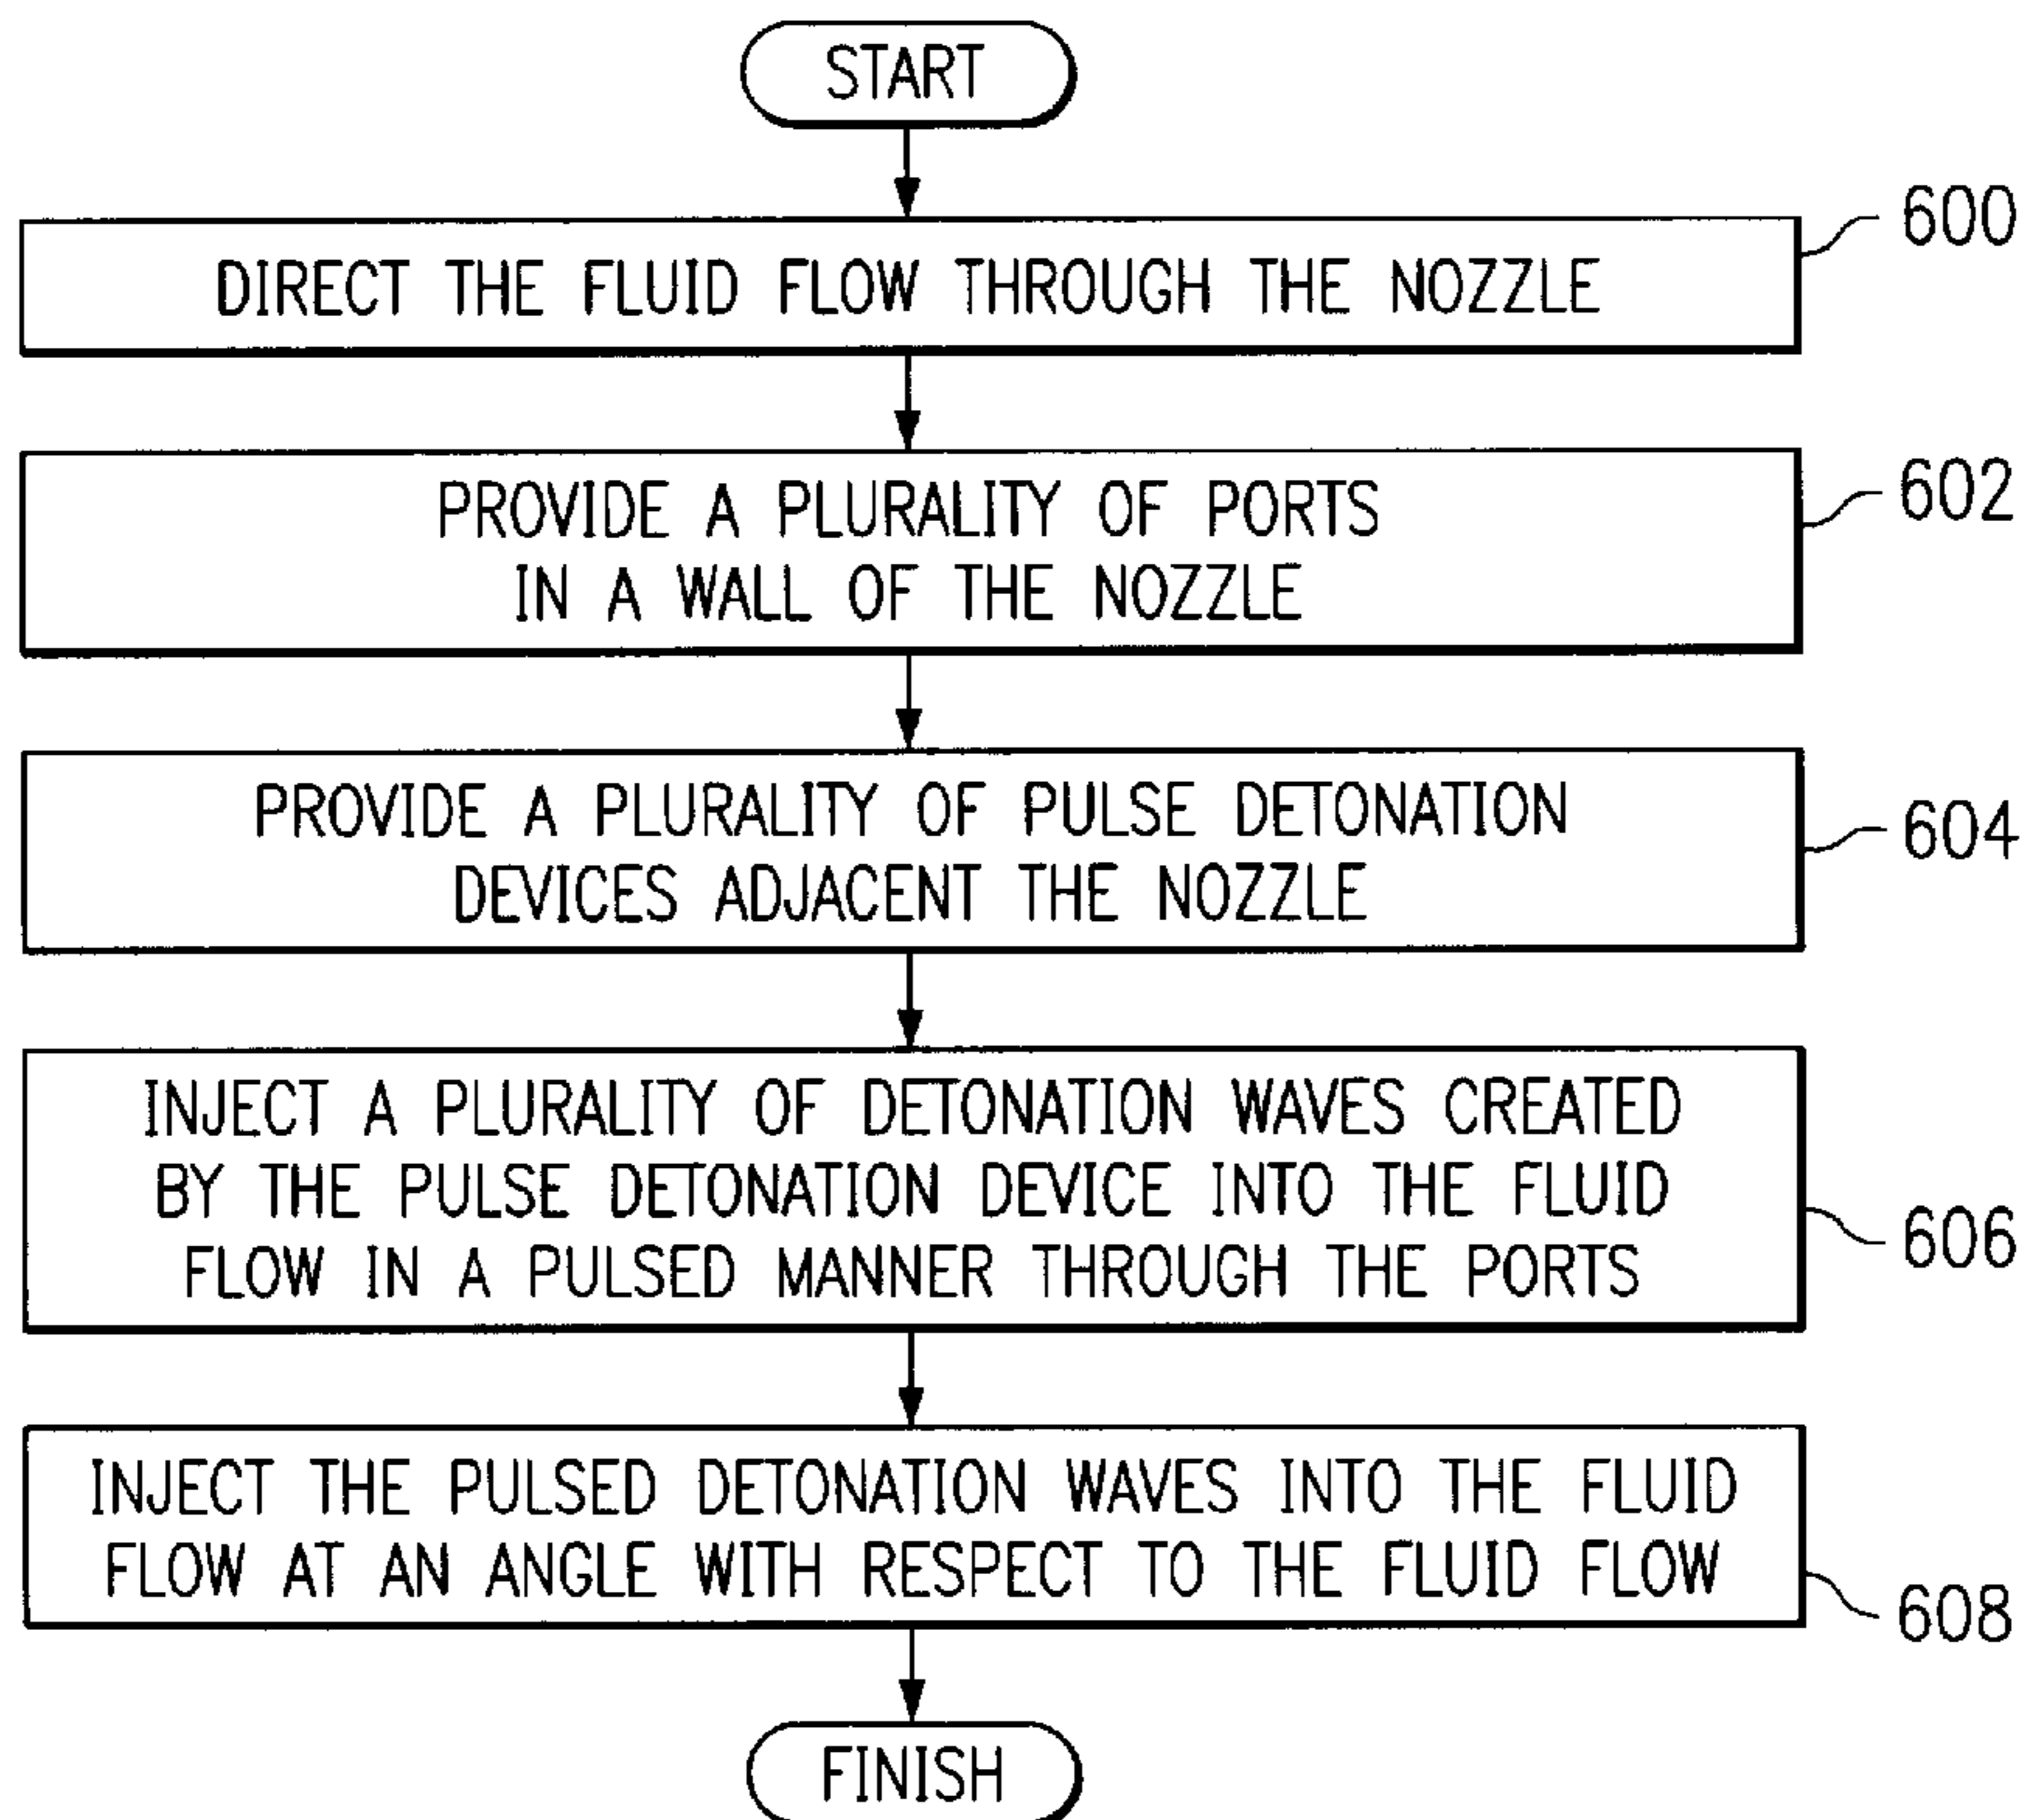 START
600
DIRECT THE FLUID FLOW THROUGH THE NOZZLE
602
PROVIDE A PLURALITY OF PORTS
IN A WALL OF THE NOZZLE
604
PROVIDE A PLURALITY OF PULSE DETONATION
DEVICES ADJACENT THE NOZZLE
INJECT A PLURALITY OF DETONATION WAVES CREATED
BY THE PULSE DETONATION DEVICE INTO THE FLUID
FLOW IN A PULSED MANNER THROUGH THE PORTS
606
INJECT THE PULSED DETONATION WAVES INTO THE FLUID
FLOW AT AN ANGLE WITH RESPECT TO THE FLUID FLOW
608
FINISH